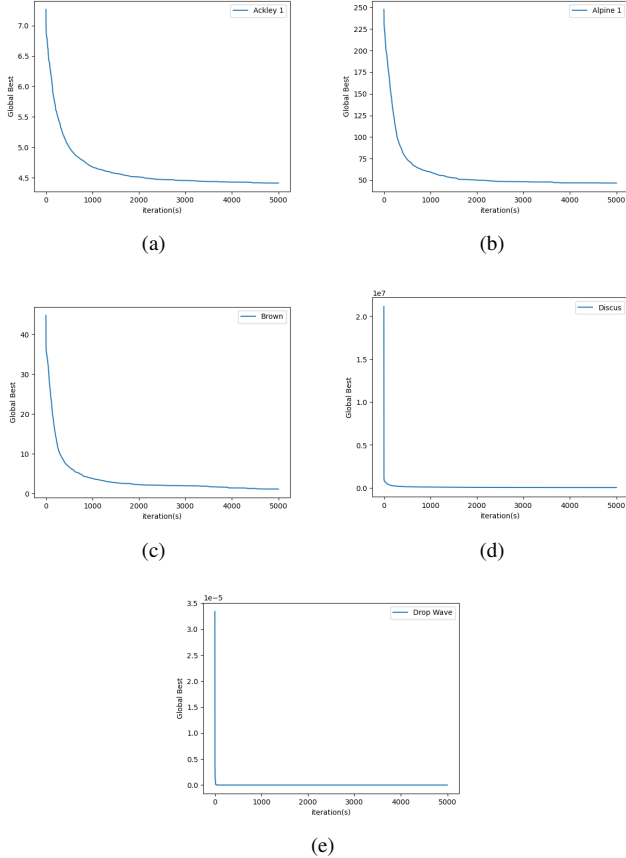 Ackley 1
7.0
6.5
6.0
5.5
5.0
4.5
Global Best
0 1000 2000 3000 4000 5000
iteration(s)
(a)
Alpine 1
250
225
200
175
150
125
100
75
50
Global Best
0 1000 2000 3000 4000 5000
iteration(s)
(b)
Brown
40
30
20
10
0
Global Best
0 1000 2000 3000 4000 5000
iteration(s)
(c)
1e7
Discus
2.0
1.5
1.0
0.5
0.0
Global Best
0 1000 2000 3000 4000 5000
iteration(s)
(d)
1e−5
Drop Wave
3.5
3.0
2.5
2.0
1.5
1.0
0.5
0.0
Global Best
0 1000 2000 3000 4000 5000
iteration(s)
(e)